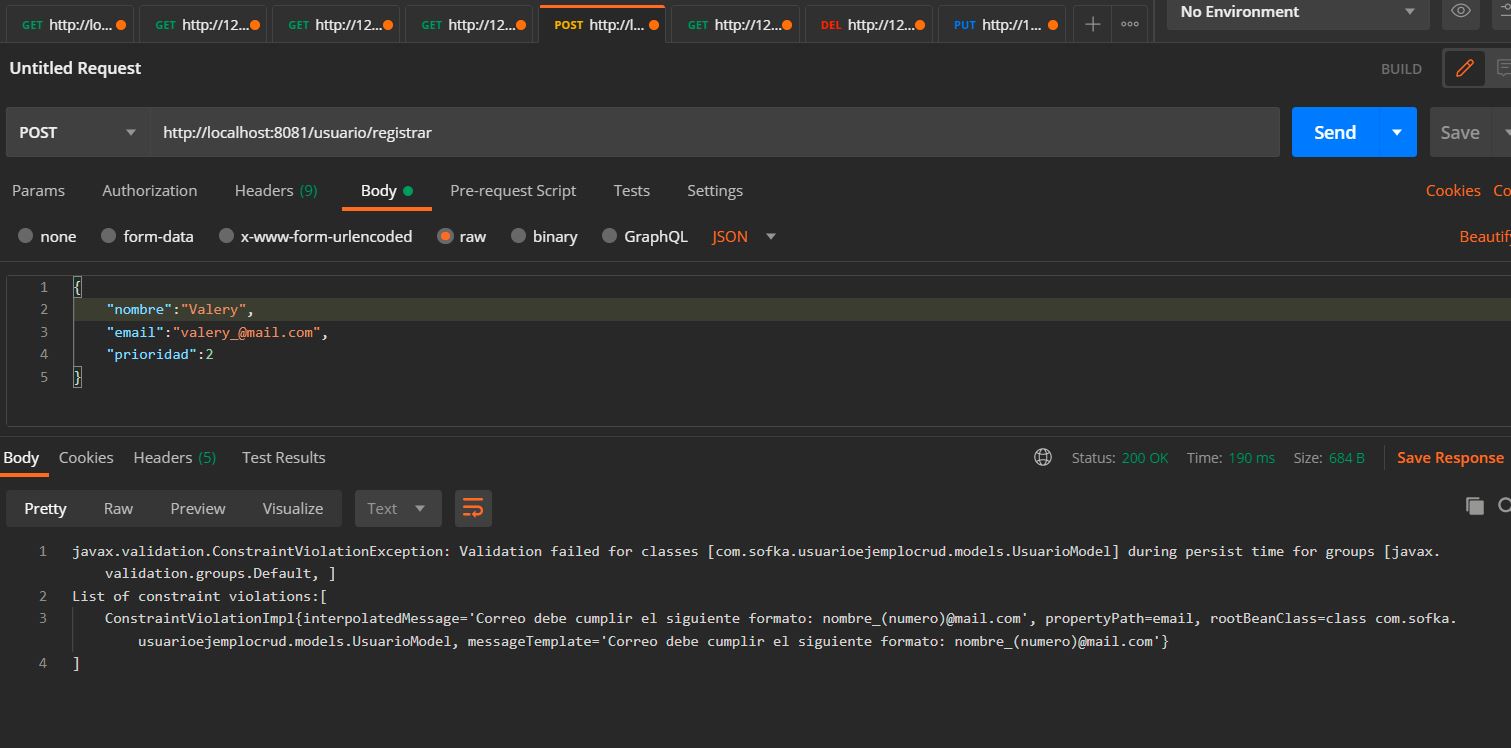 GET http://lo... GET http://12... GET http://12... GET http://12... POST http://l... GET http://12... DEL http://12... PUT http://1... + ooo No Environment
Untitled Request BUILD
POST http://localhost:8081/usuario/registrar Send Save
Params Authorization Headers (9) Body Pre-request Script Tests Settings Cookies Co
none form-data x-www-form-urlencoded raw binary GraphQL JSON Beautify
1 {
2 "nombre":"Valery",
3 "email":"valery_@mail.com",
4 "prioridad":2
5 }
Body Cookies Headers (5) Test Results Status: 200 OK Time: 190 ms Size: 684 B Save Response
Pretty Raw Preview Visualize Text
1 javax.validation.ConstraintViolationException: Validation failed for classes [com.sofka.usuarioejemplocrud.models.UsuarioModel] during persist time for groups [javax.
validation.groups.Default, ]
2 List of constraint violations:[
3 ConstraintViolationImpl{interpolatedMessage='Correo debe cumplir el siguiente formato: nombre_(numero)@mail.com', propertyPath=email, rootBeanClass=class com.sofka.
usuarioejemplocrud.models.UsuarioModel, messageTemplate='Correo debe cumplir el siguiente formato: nombre_(numero)@mail.com'}
4 ]